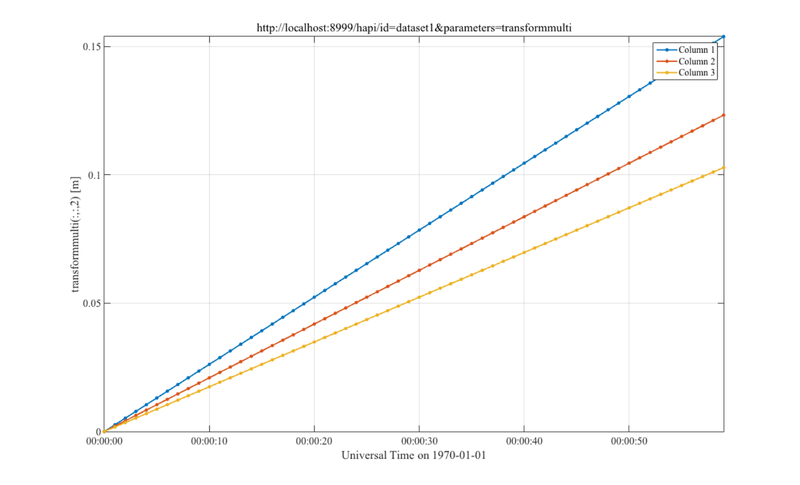 http://localhost:8999/hapi/id=dataset1&parameters=transformmulti
0.15
Column 1
Column 2
Column 3
0.1
transformmulti(:,:,2) [m]
0.05
0
00:00:00 00:00:10 00:00:20 00:00:30 00:00:40 00:00:50
Universal Time on 1970-01-01